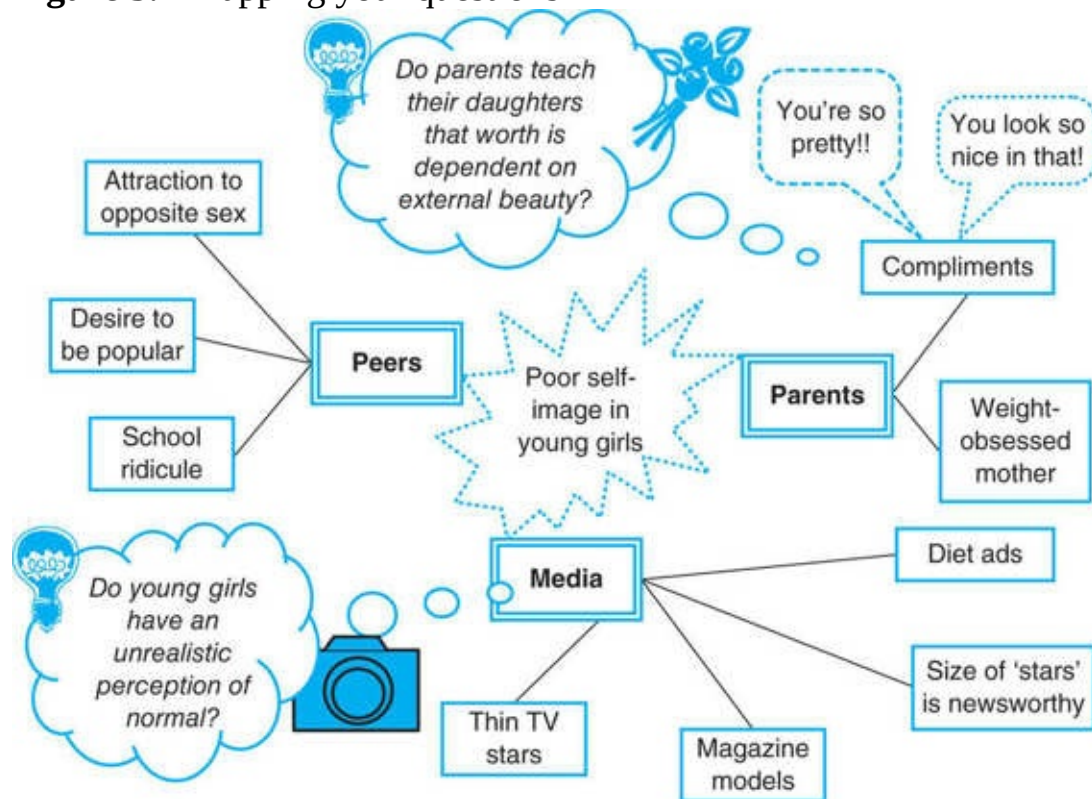 Do parents teach
their daughters
that worth is
dependent on
external beauty?
You're so
pretty!!
You look so
nice in that!
Attraction to
opposite sex
Compliments
Desire to
be popular
Peers
Poor self-
image in
young girls
Parents
School
ridicule
Weight-
obsessed
mother
Do young girls
have an
unrealistic
perception of
normal?
Media
Diet ads
Thin TV
stars
Magazine
models
Size of 'stars'
is newsworthy